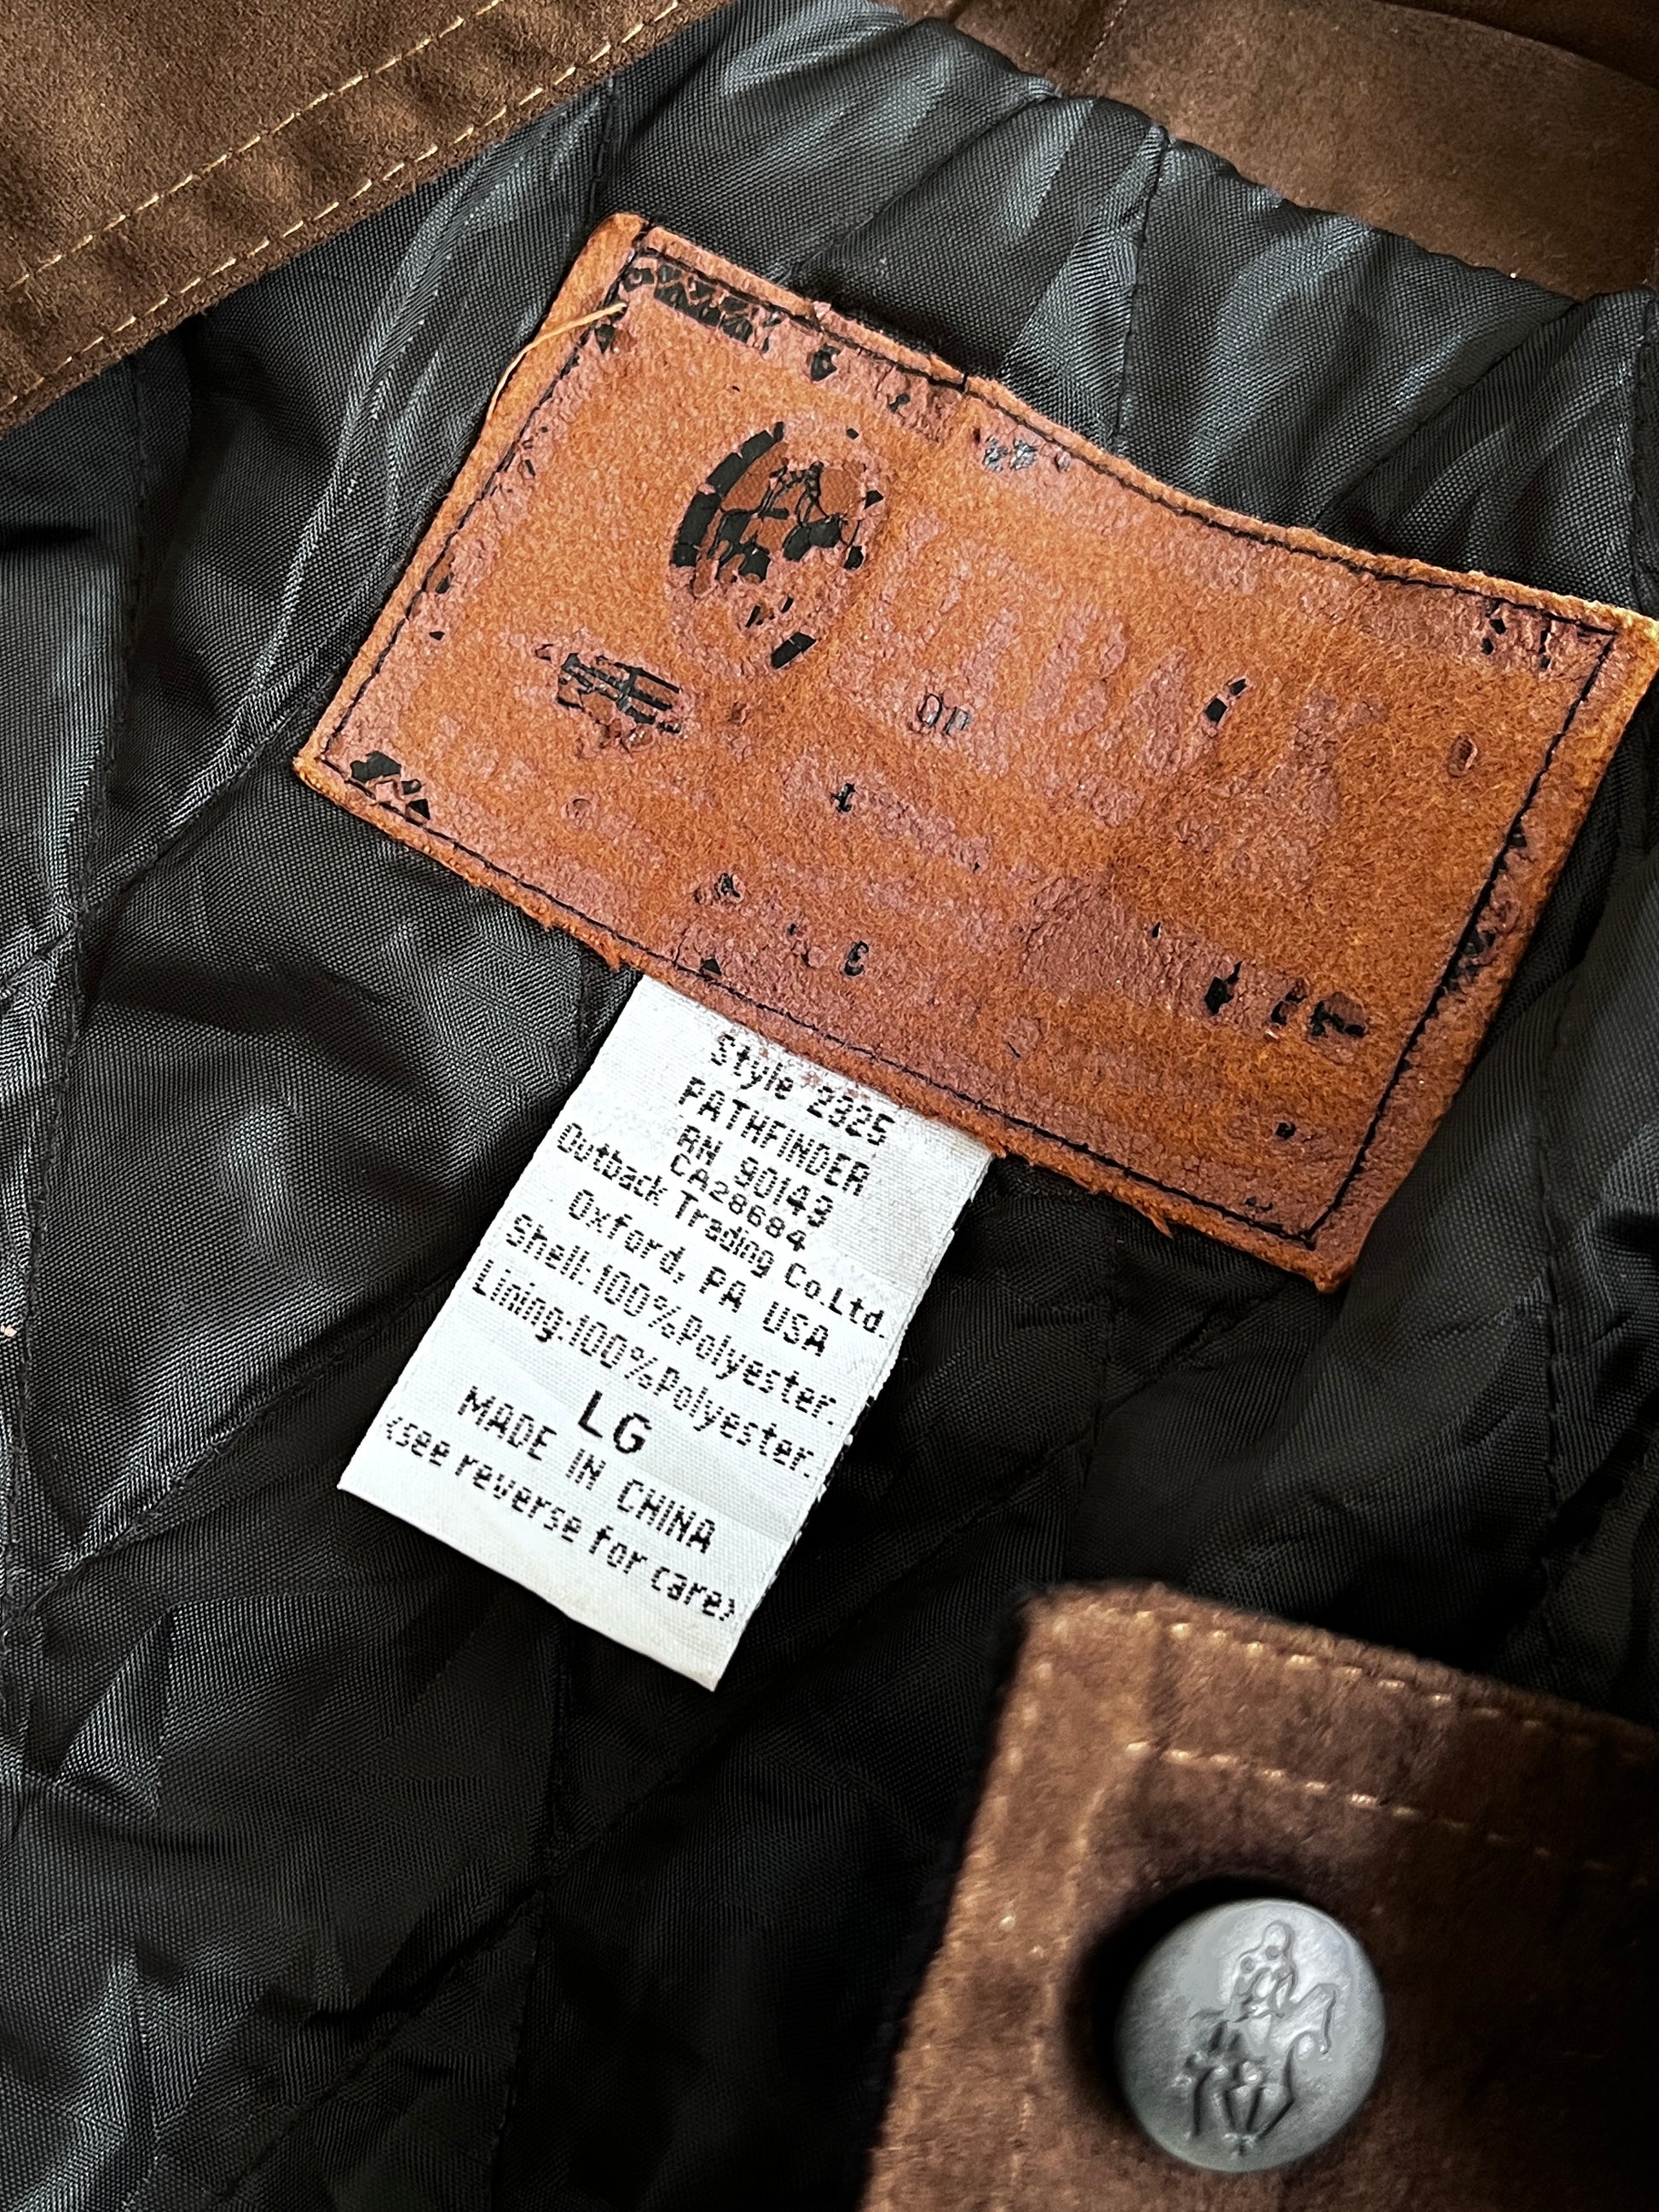 Style 2325
PATHFINDER
RN 90149
CA28684
Outback Trading Co.Ltd.
Oxford, PA USA
Shell:100%Polyester.
Lining:100%Polyester.
LG
MADE IN CHINA
<see reverse for care>